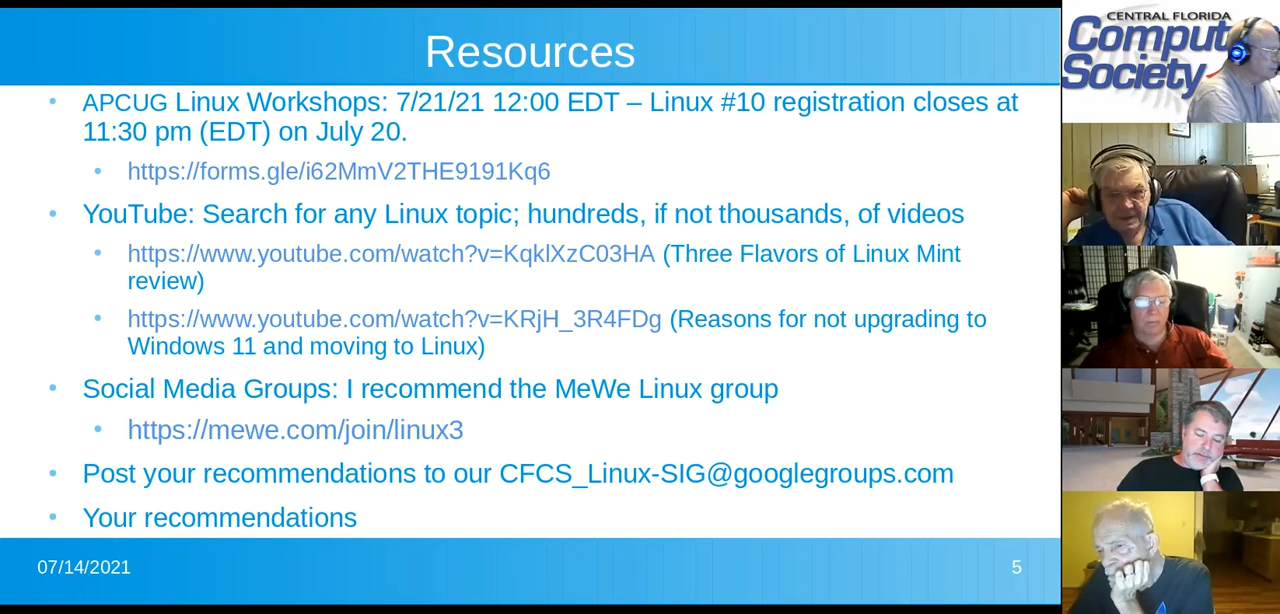 Resources
APCUG Linux Workshops: 7/21/21 12:00 EDT – Linux #10 registration closes at
11:30 pm (EDT) on July 20.
https://forms.gle/i62MmV2THE9191Kq6
YouTube: Search for any Linux topic; hundreds, if not thousands, of videos
https://www.youtube.com/watch?v=KqklXzC03HA (Three Flavors of Linux Mint
review)
https://www.youtube.com/watch?v=KRjH_3R4FDg (Reasons for not upgrading to
Windows 11 and moving to Linux)
Social Media Groups: I recommend the MeWe Linux group
https://mewe.com/join/linux3
Post your recommendations to our CFCS_Linux-SIG@googlegroups.com
Your recommendations
07/14/2021
5
CENTRAL FLORIDA
Comput
Society